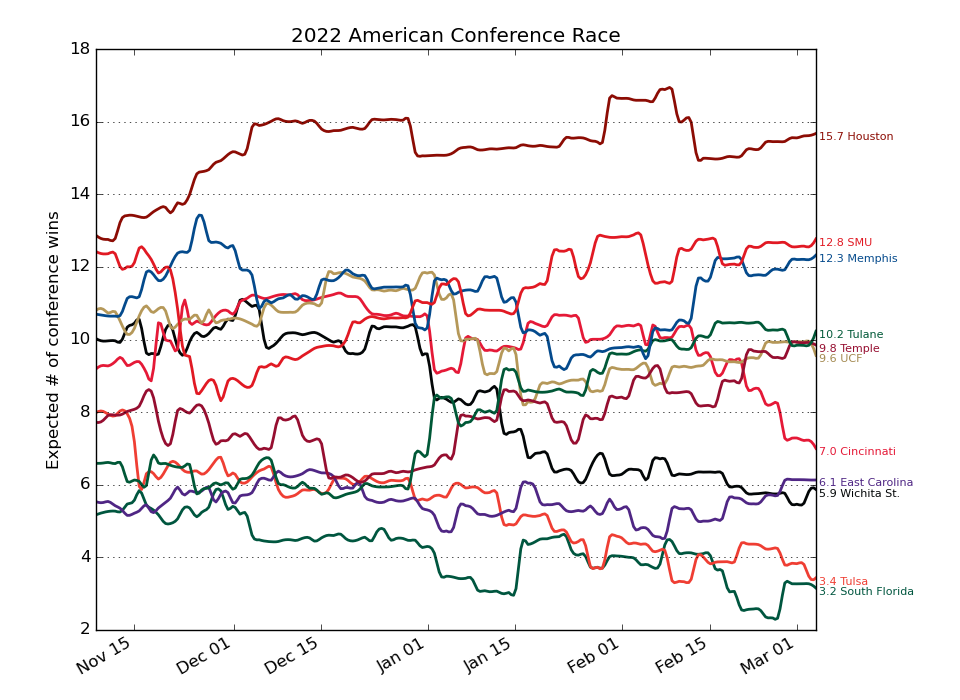 2022 American Conference Race
Expected # of conference wins
18
16
14
12
10
8
6
4
2
15.7 Houston
12.8 SMU
12.3 Memphis
10.2 Tulane
9.8 Temple
9.6 UCF
7.0 Cincinnati
6.1 East Carolina
5.9 Wichita St.
3.4 Tulsa
3.2 South Florida
Nov 15
Dec 01
Dec 15
Jan 01
Jan 15
Feb 01
Feb 15
Mar 01